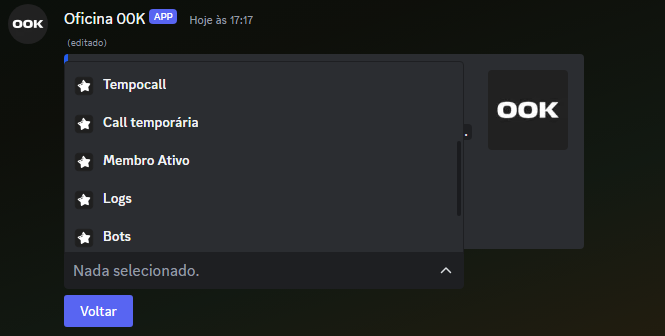 OOK
Oficina 00K APP Hoje às 17:17
(editado)
Tempocall
Call temporária
Membro Ativo
Logs
Bots
OOK
.
Nada selecionado.
Voltar